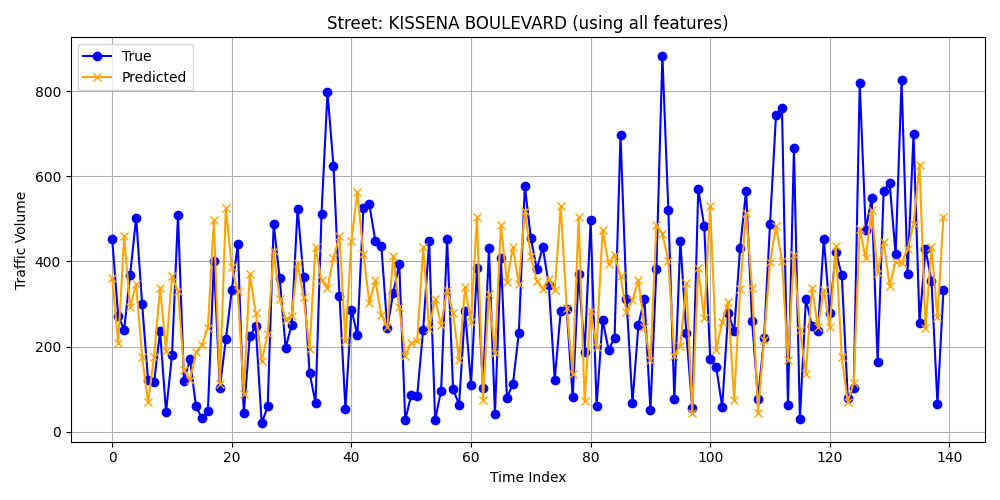 Street: KISSENA BOULEVARD (using all features)
True
Predicted
Traffic Volume
800
600
400
200
0
0 20 40 60 80 100 120 140
Time Index